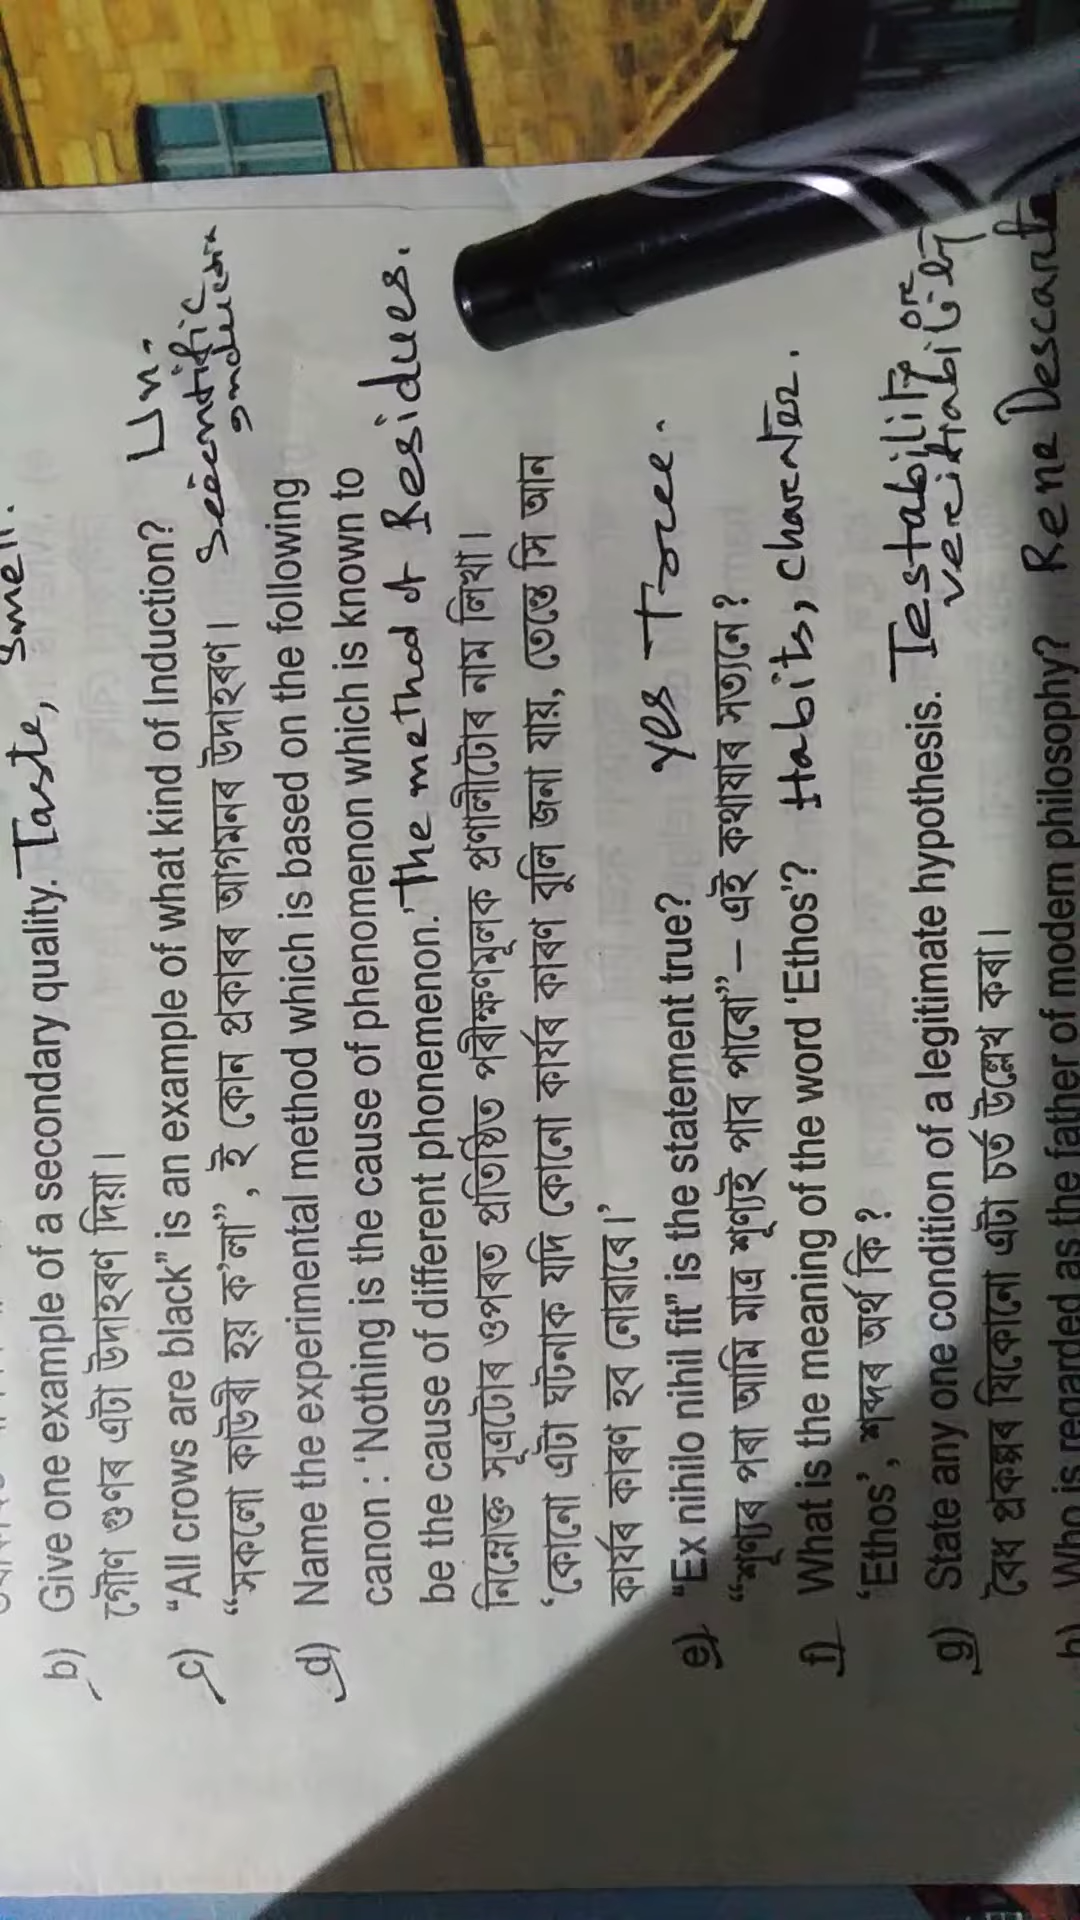 Smell.
b) Give one example of a secondary quality. Taste,
গৌণ গুণৰ এটা উদাহৰণ দিয়া।
Un-
c) "All crows are black" is an example of what kind of Induction? Scientific
"সকলো কাউৰী হয় ক'লা", ই কোন প্ৰকাৰৰ আগমনৰ উদাহৰণ। Induction
d) Name the experimental method which is based on the following
canon : 'Nothing is the cause of phenomenon which is known to
be the cause of different phonemenon.' The method of Residues.
নিম্নোক্ত সূত্ৰটোৰ ওপৰত প্ৰতিষ্ঠিত পৰীক্ষণমূলক প্ৰণালীটোৰ নাম লিখা।
'কোনো এটা ঘটনাক যদি কোনো কাৰ্যৰ কাৰণ বুলি জনা যায়, তেন্তে সি আন
কাৰ্যৰ কাৰণ হব নোৱাৰে।'
e) "Ex nihilo nihil fit" is the statement true? yes True.
"শূণ্যৰ পৰা আমি মাত্ৰ শূণ্যই পাব পাৰো" – এই কথাষাৰ সত্যনে?
f) What is the meaning of the word 'Ethos'? Habits, Charater.
'Ethos', শব্দৰ অৰ্থ কি?
g) State any one condition of a legitimate hypothesis. Testability or
বৈধ প্ৰকল্পৰ যিকোনো এটা চৰ্ত উল্লেখ কৰা।
h) Who is regarded as the father of modern philosophy? Rene Descart